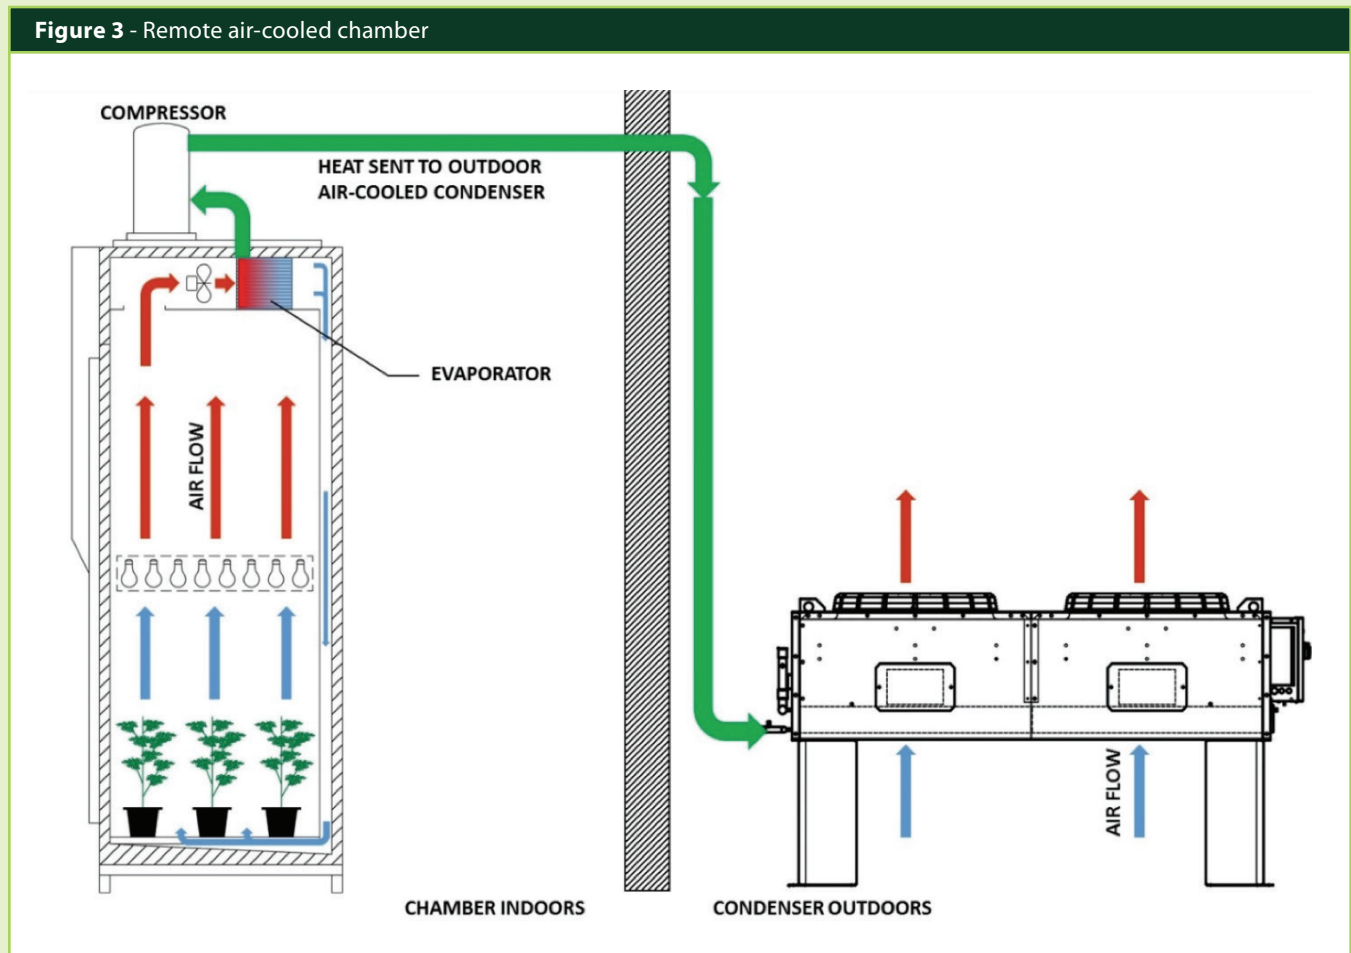 Figure 3 - Remote air-cooled chamber
COMPRESSOR
HEAT SENT TO OUTDOOR
AIR-COOLED CONDENSER
EVAPORATOR
AIR FLOW
AIR FLOW
CHAMBER INDOORS
CONDENSER OUTDOORS